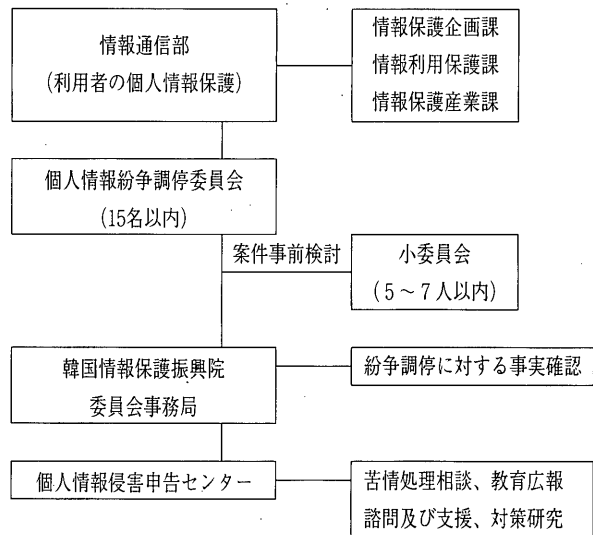 情報通信部
(利用者の個人情報保護)
情報保護企画課
情報利用保護課
情報保護産業課
個人情報紛争調停委員会
(15名以内)
案件事前検討
小委員会
(5～7人以内)
韓国情報保護振興院
委員会事務局
紛争調停に対する事実確認
個人情報侵害申告センター
苦情処理相談、教育広報
諮問及び支援、対策研究